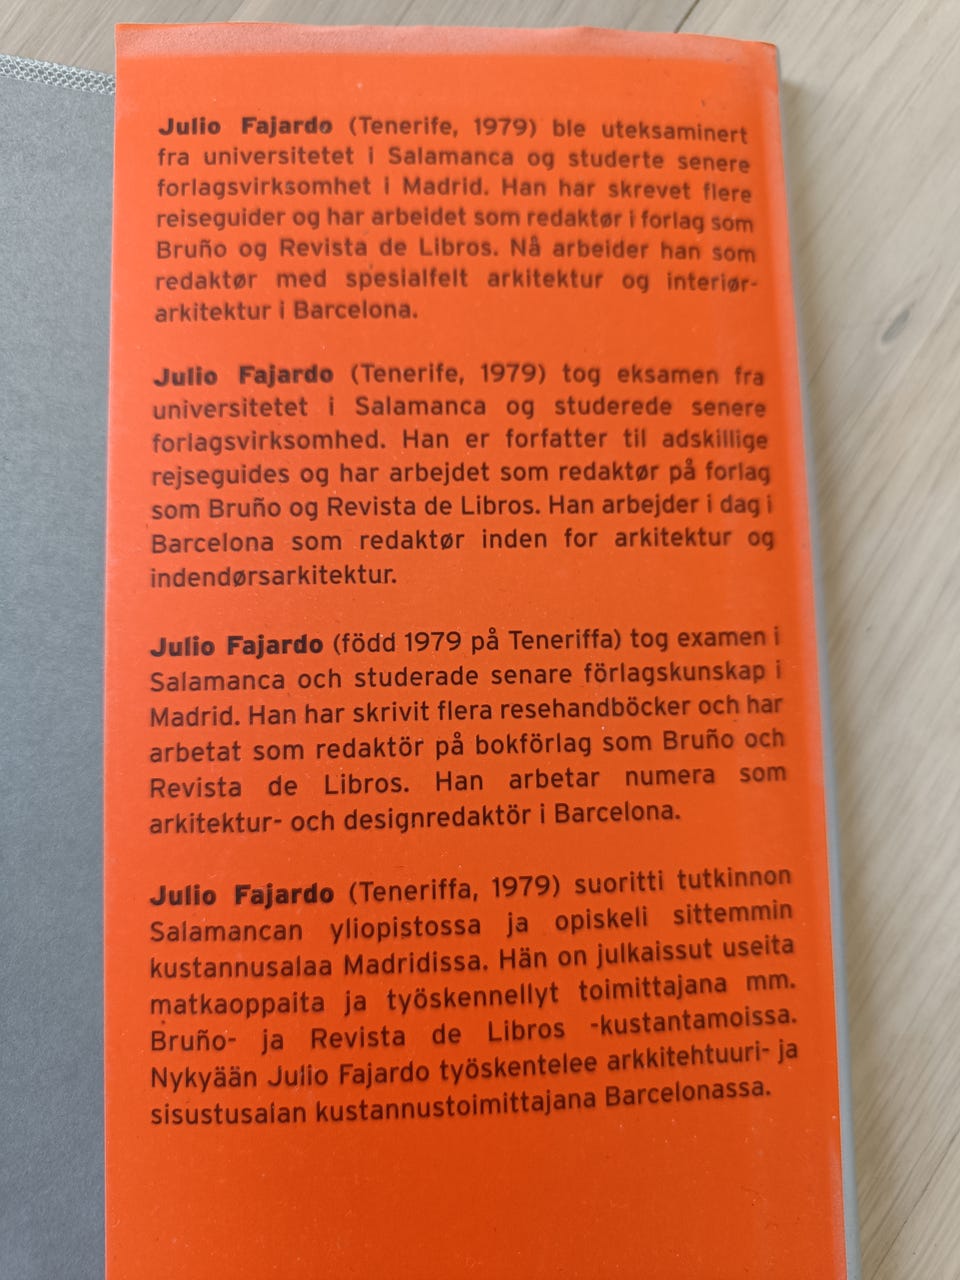 Julio Fajardo (Tenerife, 1979) ble uteksaminert
fra universitetet i Salamanca og studerte senere
forlagsvirksomhet i Madrid. Han har skrevet flere
reiseguider og har arbeidet som redaktør i forlag som
Bruño og Revista de Libros. Nå arbeider han som
redaktør med spesialfelt arkitektur og interiør-
arkitektur i Barcelona.
Julio Fajardo (Tenerife, 1979) tog eksamen fra
universitetet i Salamanca og studerede senere
forlagsvirksomhed. Han er forfatter til adskillige
rejseguides og har arbejdet som redaktør på forlag
som Bruño og Revista de Libros. Han arbejder i dag i
Barcelona som redaktør inden for arkitektur og
indendørsarkitektur.
Julio Fajardo (född 1979 på Teneriffa) tog examen i
Salamanca och studerade senare förlagskunskap i
Madrid. Han har skrivit flera resehandböcker och har
arbetat som redaktör på bokförlag som Bruño och
Revista de Libros. Han arbetar numera som
arkitektur- och designredaktör i Barcelona.
Julio Fajardo (Teneriffa, 1979) suoritti tutkinnon
Salamancan yliopistossa ja opiskeli sittemmin
kustannusalaa Madridissa. Hän on julkaissut useita
matkaoppaita ja työskennellyt toimittajana mm.
Bruño- ja Revista de Libros -kustantamoissa.
Nykyään Julio Fajardo työskentelee arkkitehtuuri- ja
sisustusalan kustannustoimittajana Barcelonassa.